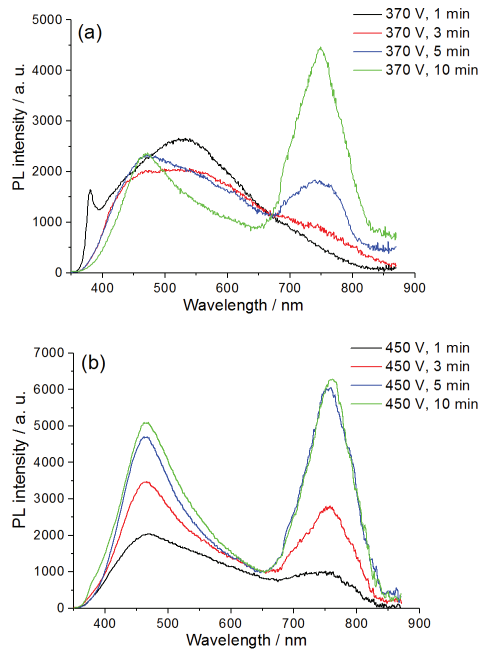 (a)
370 V, 1 min
370 V, 3 min
370 V, 5 min
370 V, 10 min
PL intensity / a. u.
5000
4000
3000
2000
1000
0
400 500 600 700 800 900
Wavelength / nm
(b)
450 V, 1 min
450 V, 3 min
450 V, 5 min
450 V, 10 min
PL intensity / a. u.
7000
6000
5000
4000
3000
2000
1000
0
400 500 600 700 800 900
Wavelength / nm